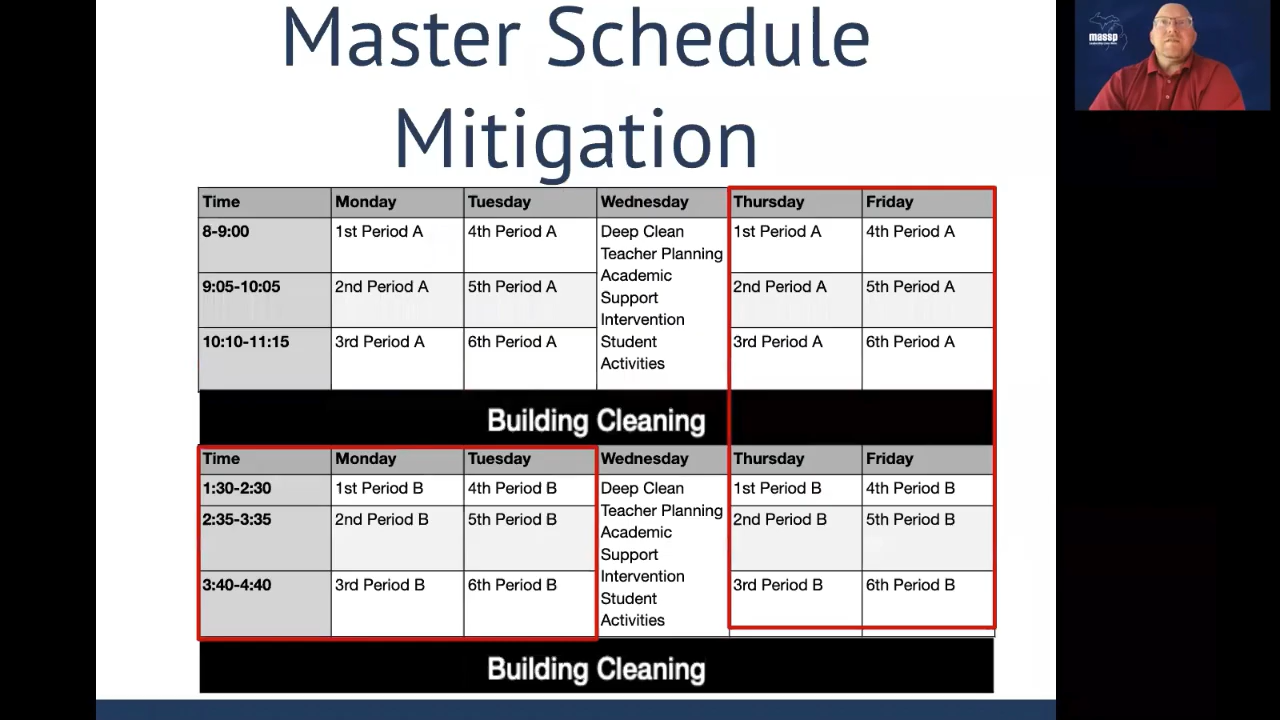 Master Schedule
Mitigation
massp
Time Monday Tuesday Wednesday Thursday Friday
8-9:00 1st Period A 4th Period A Deep Clean 1st Period A 4th Period A
Teacher Planning
9:05-10:05 2nd Period A 5th Period A Academic 2nd Period A 5th Period A
Support
Intervention
10:10-11:15 3rd Period A 6th Period A Student 3rd Period A 6th Period A
Activities
Building Cleaning
Time Monday Tuesday Wednesday Thursday Friday
1:30-2:30 1st Period B 4th Period B Deep Clean 1st Period B 4th Period B
Teacher Planning
2:35-3:35 2nd Period B 5th Period B Academic 2nd Period B 5th Period B
Support
Intervention
3:40-4:40 3rd Period B 6th Period B Student 3rd Period B 6th Period B
Activities
Building Cleaning